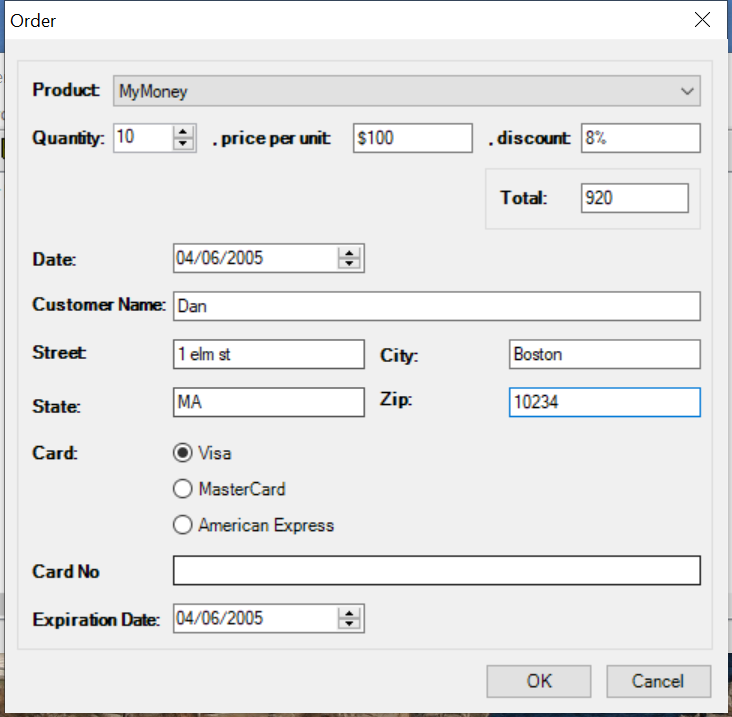 Order
Product: MyMoney
Quantity: 10 , price per unit: $100 , discount: 8%
Total: 920
Date: 04/06/2005
Customer Name: Dan
Street: 1 elm st City: Boston
State: MA Zip: 10234
Card: Visa
MasterCard
American Express
Card No
Expiration Date: 04/06/2005
OK Cancel